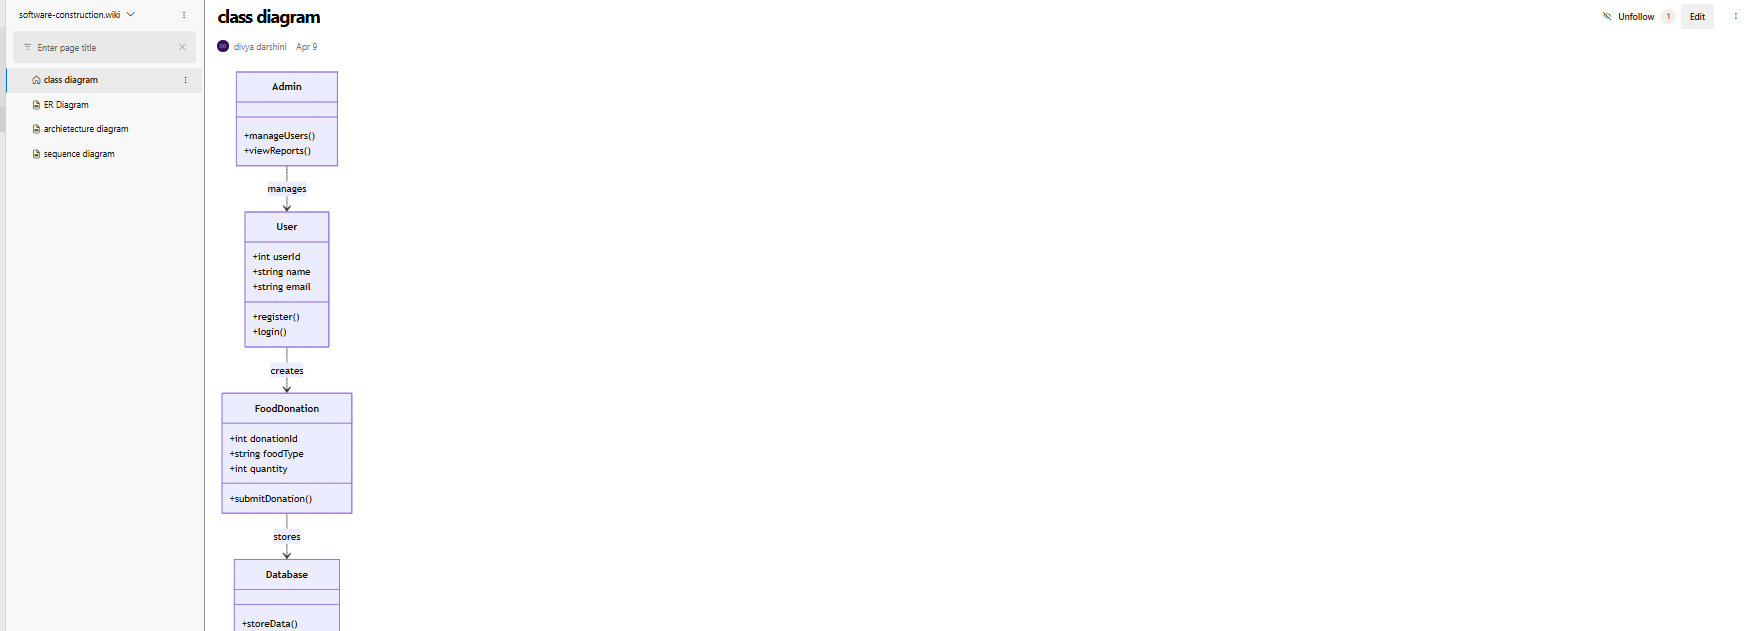 software-construction.wiki
Enter page title
class diagram
ER Diagram
archietecture diagram
sequence diagram
class diagram
divya darshini Apr 9
Unfollow 1 Edit
Admin
+manageUsers()
+viewReports()
manages
User
+int userId
+string name
+string email
+register()
+login()
creates
FoodDonation
+int donationId
+string foodType
+int quantity
+submitDonation()
stores
Database
+storeData()